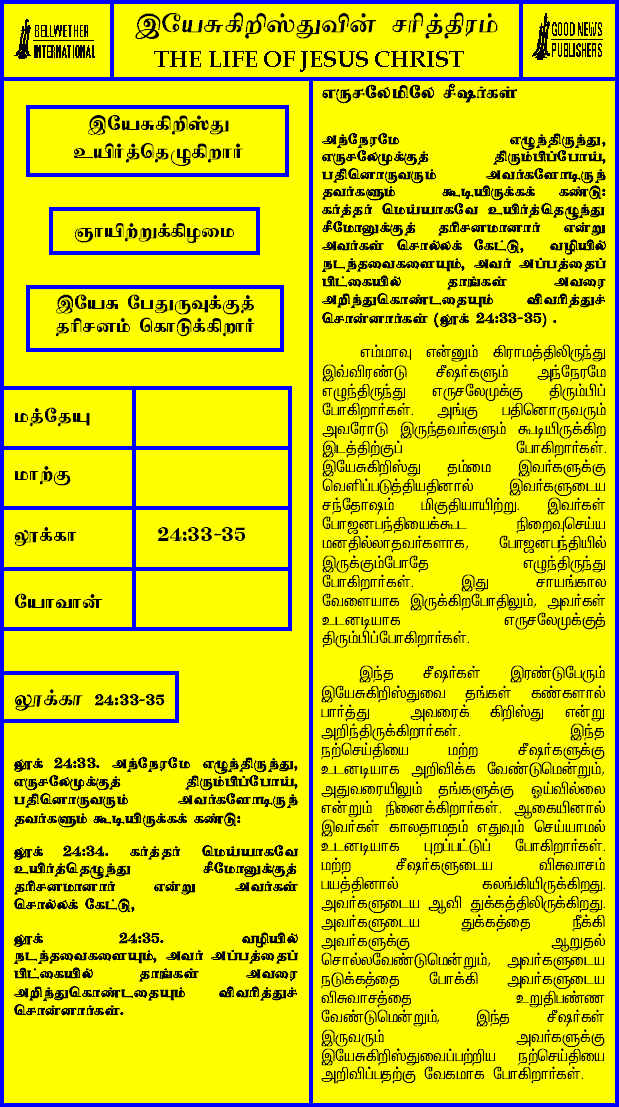 BELLWETHER
INTERNATIONAL
இயேசுகிறிஸ்துவின் சரித்திரம்
THE LIFE OF JESUS CHRIST
GOOD NEWS
PUBLISHERS
இயேசுகிறிஸ்து
உயிர்த்தெழுகிறார்
ஞாயிற்றுக்கிழமை
இயேசு பேதுருவுக்குத்
தரிசனம் கொடுக்கிறார்
மத்தேயு
மாற்கு
லூக்கா 24:33-35
யோவான்
லூக்கா 24:33-35
லூக் 24:33. அந்நேரமே எழுந்திருந்து,
எருசலேமுக்குத் திரும்பிப்போய்,
பதினொருவரும் அவர்களோடிருந்
தவர்களும் கூடியிருக்கக் கண்டு:
லூக் 24:34. கர்த்தர் மெய்யாகவே
உயிர்த்தெழுந்து சீமோனுக்குத்
தரிசனமானார் என்று அவர்கள்
சொல்லக் கேட்டு,
லூக் 24:35. வழியில்
நடந்தவைகளையும், அவர் அப்பத்தைப்
பிட்கையில் தாங்கள் அவரை
அறிந்துகொண்டதையும் விவரித்துச்
சொன்னார்கள்.
எருசலேமிலே சீஷர்கள்
அந்நேரமே எழுந்திருந்து,
எருசலேமுக்குத் திரும்பிப்போய்,
பதினொருவரும் அவர்களோடிருந்
தவர்களும் கூடியிருக்கக் கண்டு:
கர்த்தர் மெய்யாகவே உயிர்த்தெழுந்து
சீமோனுக்குத் தரிசனமானார் என்று
அவர்கள் சொல்லக் கேட்டு, வழியில்
நடந்தவைகளையும், அவர் அப்பத்தைப்
பிட்கையில் தாங்கள் அவரை
அறிந்துகொண்டதையும் விவரித்துச்
சொன்னார்கள் (லூக் 24:33-35) .
எம்மாவு என்னும் கிராமத்திலிருந்து
இவ்விரண்டு சீஷர்களும் அந்நேரமே
எழுந்திருந்து எருசலேமுக்கு திரும்பிப்
போகிறார்கள். அங்கு பதினொருவரும்
அவரோடு இருந்தவர்களும் கூடியிருக்கிற
இடத்திற்குப் போகிறார்கள்.
இயேசுகிறிஸ்து தம்மை இவர்களுக்கு
வெளிப்படுத்தியதினால் இவர்களுடைய
சந்தோஷம் மிகுதியாயிற்று. இவர்கள்
போஜனபந்தியைக்கூட நிறைவுசெய்ய
மனதில்லாதவர்களாக, போஜனபந்தியில்
இருக்கும்போதே எழுந்திருந்து
போகிறார்கள். இது சாயங்கால
வேளையாக இருக்கிறபோதிலும், அவர்கள்
உடனடியாக எருசலேமுக்குத்
திரும்பிப்போகிறார்கள்.
இந்த சீஷர்கள் இரண்டுபேரும்
இயேசுகிறிஸ்துவை தங்கள் கண்களால்
பார்த்து அவரைக் கிறிஸ்து என்று
அறிந்திருக்கிறார்கள். இந்த
நற்செய்தியை மற்ற சீஷர்களுக்கு
உடனடியாக அறிவிக்க வேண்டுமென்றும்,
அதுவரையிலும் தங்களுக்கு ஓய்வில்லை
என்றும் நினைக்கிறார்கள். ஆகையினால்
இவர்கள் காலதாமதம் எதுவும் செய்யாமல்
உடனடியாக புறப்பட்டுப் போகிறார்கள்.
மற்ற சீஷர்களுடைய விசுவாசம்
பயத்தினால் கலங்கியிருக்கிறது.
அவர்களுடைய ஆவி துக்கத்திலிருக்கிறது.
அவர்களுடைய துக்கத்தை நீக்கி
அவர்களுக்கு ஆறுதல்
சொல்லவேண்டுமென்றும், அவர்களுடைய
நடுக்கத்தை போக்கி அவர்களுடைய
விசுவாசத்தை உறுதிபண்ண
வேண்டுமென்றும், இந்த சீஷர்கள்
இருவரும் அவர்களுக்கு
இயேசுகிறிஸ்துவைப்பற்றிய நற்செய்தியை
அறிவிப்பதற்கு வேகமாக போகிறார்கள்.